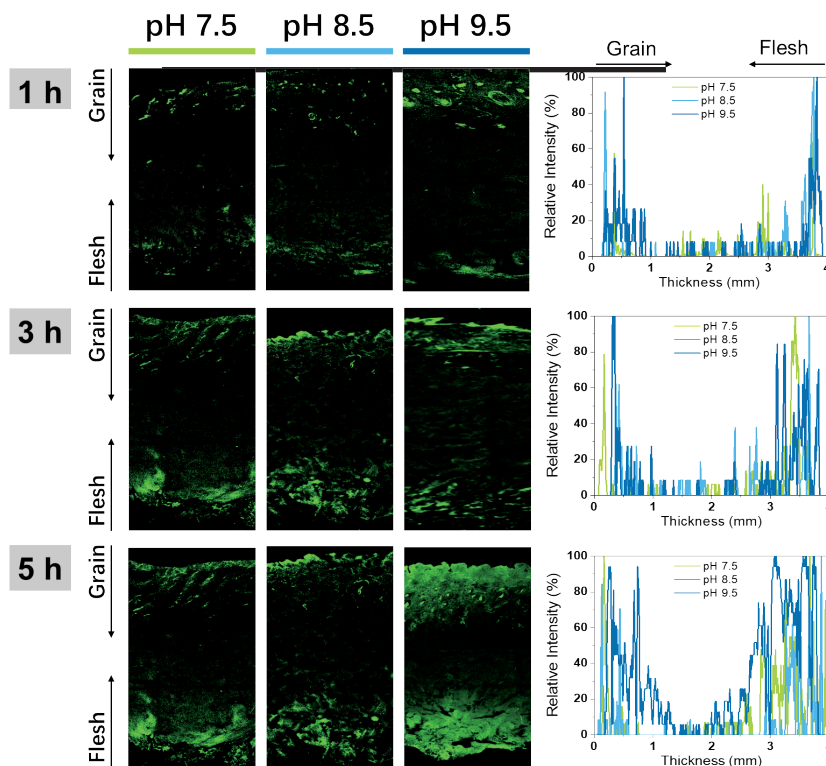 pH 7.5 pH 8.5 pH 9.5
Grain Flesh
1 h
Grain
Flesh
Relative Intensity (%)
100
80
60
40
20
0
pH 7.5
pH 8.5
pH 9.5
0 1 2 3 4
Thickness (mm)
3 h
Grain
Flesh
Relative Intensity (%)
100
80
60
40
20
0
pH 7.5
pH 8.5
pH 9.5
0 1 2 3
Thickness (mm)
5 h
Grain
Flesh
Relative Intensity (%)
100
80
60
40
20
0
pH 7.5
pH 8.5
pH 9.5
0 1 2 3
Thickness (mm)